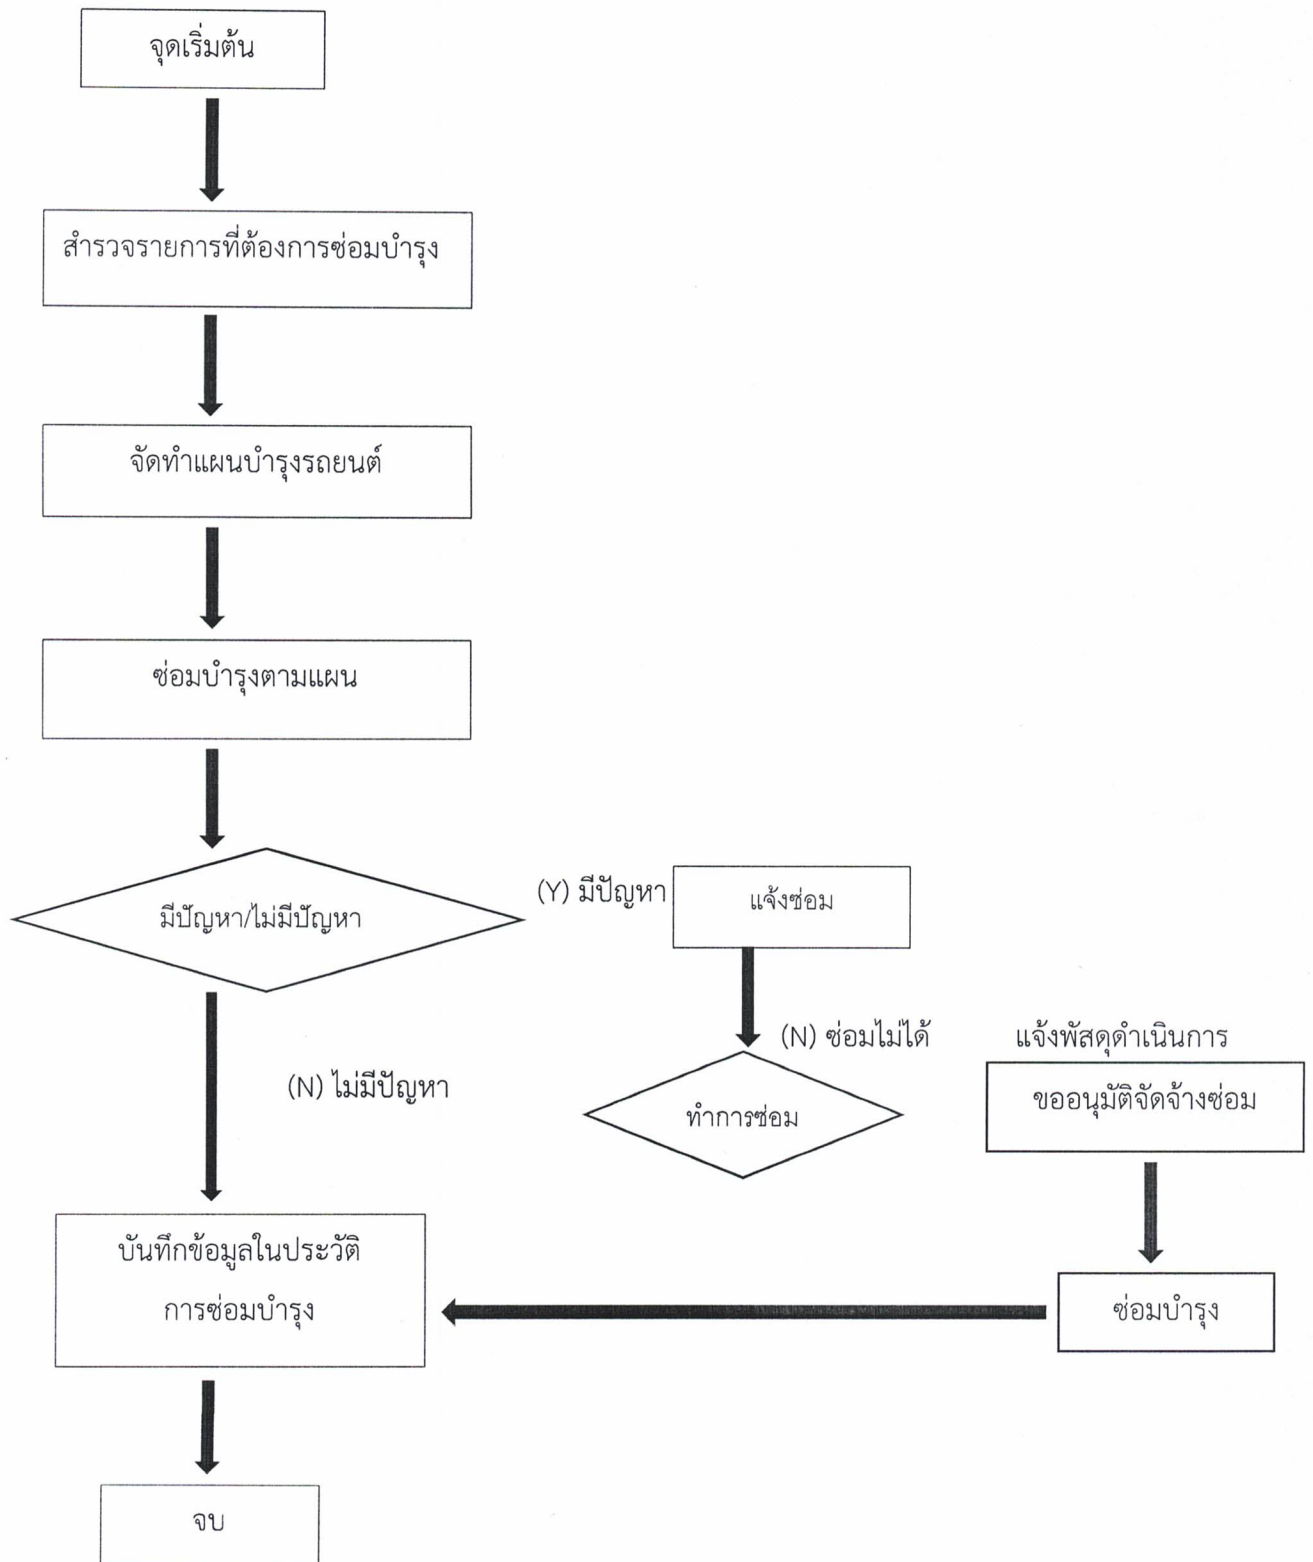 จุดเริ่มต้น
สำรวจรายการที่ต้องการซ่อมบำรุง
จัดทำแผนบำรุงรถยนต์
ซ่อมบำรุงตามแผน
มีปัญหา/ไม่มีปัญหา
(Y) มีปัญหา
แจ้งซ่อม
(N) ซ่อมไม่ได้
แจ้งพัสดุดำเนินการ
ทำการซ่อม
ขออนุมัติจัดจ้างซ่อม
(N) ไม่มีปัญหา
บันทึกข้อมูลในประวัติ
การซ่อมบำรุง
ซ่อมบำรุง
จบ